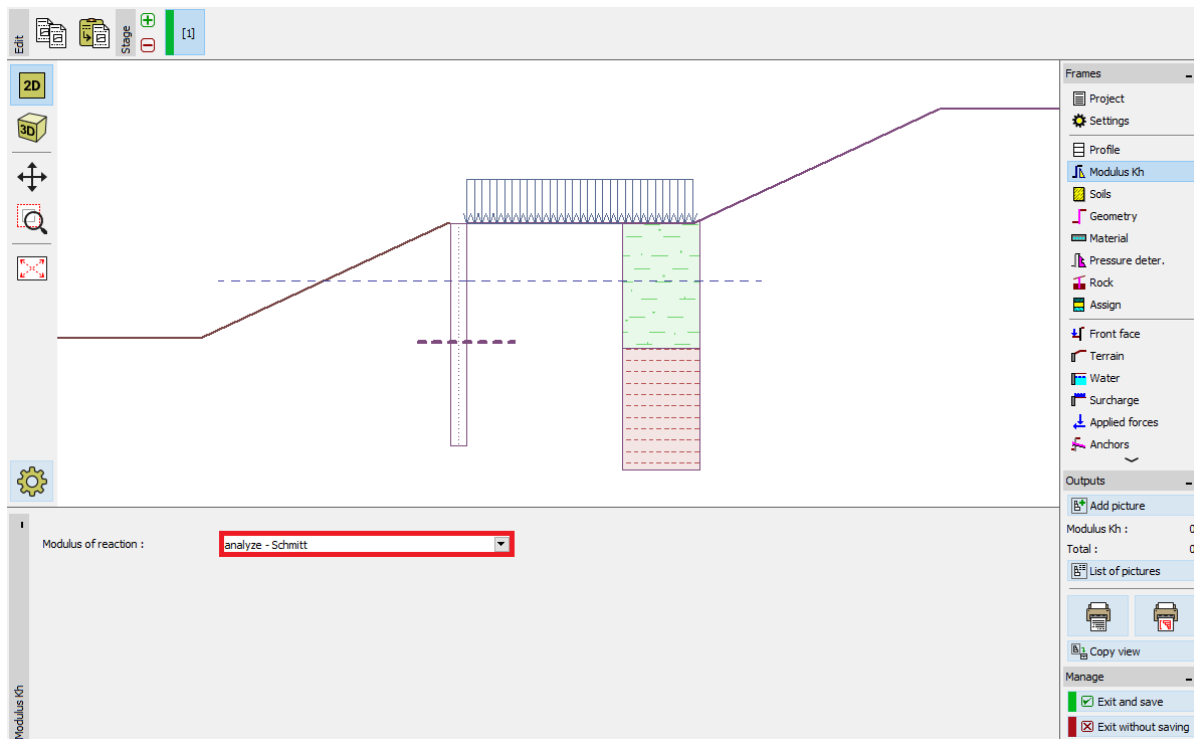 Edit
Stage
[1]
2D
3D
Frames
Project
Settings
Profile
Modulus Kh
Soils
Geometry
Material
Pressure deter.
Rock
Assign
Front face
Terrain
Water
Surcharge
Applied forces
Anchors
Outputs
Add picture
Modulus Kh : 0
Total : 0
List of pictures
Copy view
Manage
Exit and save
Exit without saving
Modulus of reaction : analyze - Schmitt
Modulus Kh